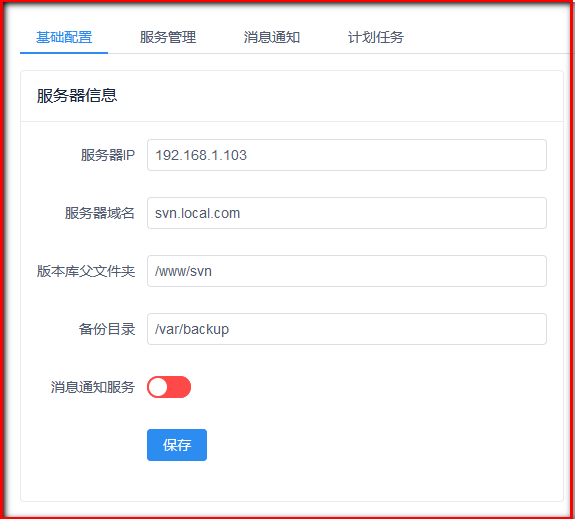 基础配置 服务管理 消息通知 计划任务
服务器信息
服务器IP 192.168.1.103
服务器域名 svn.local.com
版本库父文件夹 /www/svn
备份目录 /var/backup
消息通知服务
保存